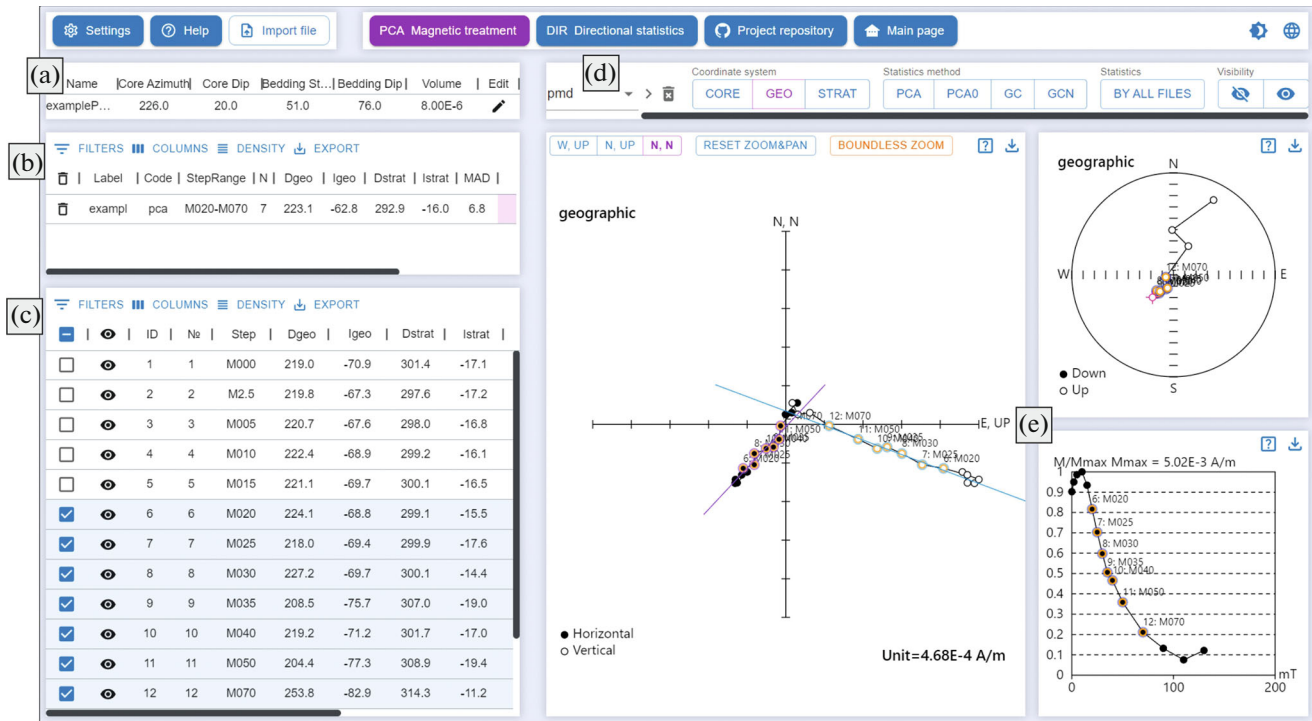 Settings Help Import file PCA Magnetic treatment DIR Directional statistics Project repository Main page
(a)
Name Core Azimuth Core Dip Bedding St... Bedding Dip Volume Edit
exampleP... 226.0 20.0 51.0 76.0 8.00E-6
(d)
pmd
Coordinate system Statistics method Statistics Visibility
CORE GEO STRAT PCA PCA0 GC GCN BY ALL FILES
(b)
FILTERS COLUMNS DENSITY EXPORT
Label Code StepRange N Dgeo Igeo Dstrat Istrat MAD
exampl pca M020-M070 7 223.1 -62.8 292.9 -16.0 6.8
(c)
FILTERS COLUMNS DENSITY EXPORT
ID № Step Dgeo Igeo Dstrat Istrat
1 1 M000 219.0 -70.9 301.4 -17.1
2 2 M2.5 219.8 -67.3 297.6 -17.2
3 3 M005 220.7 -67.6 298.0 -16.8
4 4 M010 222.4 -68.9 299.2 -16.1
5 5 M015 221.1 -69.7 300.1 -16.5
6 6 M020 224.1 -68.8 299.1 -15.5
7 7 M025 218.0 -69.4 299.9 -17.6
8 8 M030 227.2 -69.7 300.1 -14.4
9 9 M035 208.5 -75.7 307.0 -19.0
10 10 M040 219.2 -71.2 301.7 -17.0
11 11 M050 204.4 -77.3 308.9 -19.4
12 12 M070 253.8 -82.9 314.3 -11.2
W, UP N, UP N, N RESET ZOOM&PAN BOUNDLESS ZOOM
geographic
N, N
E, UP
12: M070
11: M050
10: M040
9: M035
8: M030
7: M025
6: M020
Horizontal
Vertical
Unit=4.68E-4 A/m
geographic
N
W
E
S
12: M070
Down
Up
(e)
M/Mmax Mmax = 5.02E-3 A/m
1
0.9
0.8
0.7
0.6
0.5
0.4
0.3
0.2
0.1
0
6: M020
7: M025
8: M030
9: M035
10: M040
11: M050
12: M070
mT
0 100 200